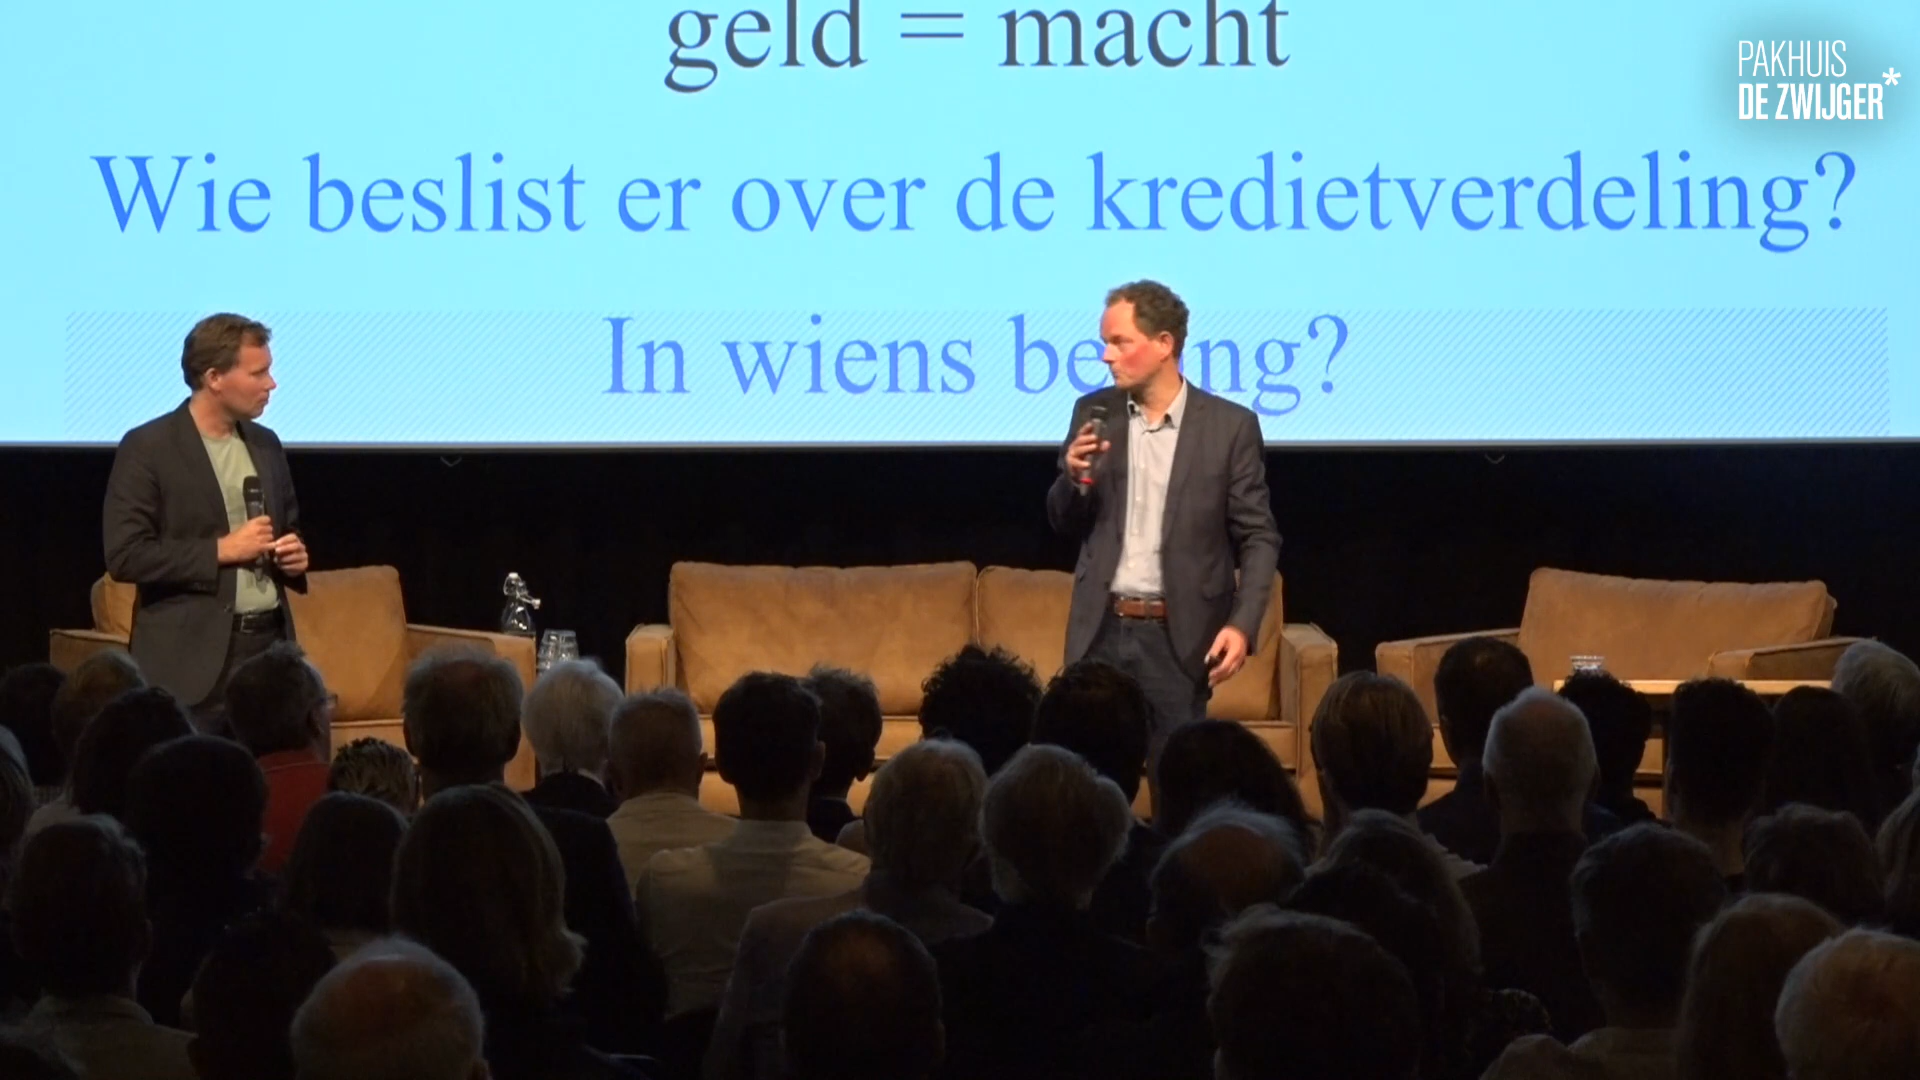 geld = macht
PAKHUIS
DE ZWIJGER*
Wie beslist er over de kredietverdeling?
In wiens be ng?